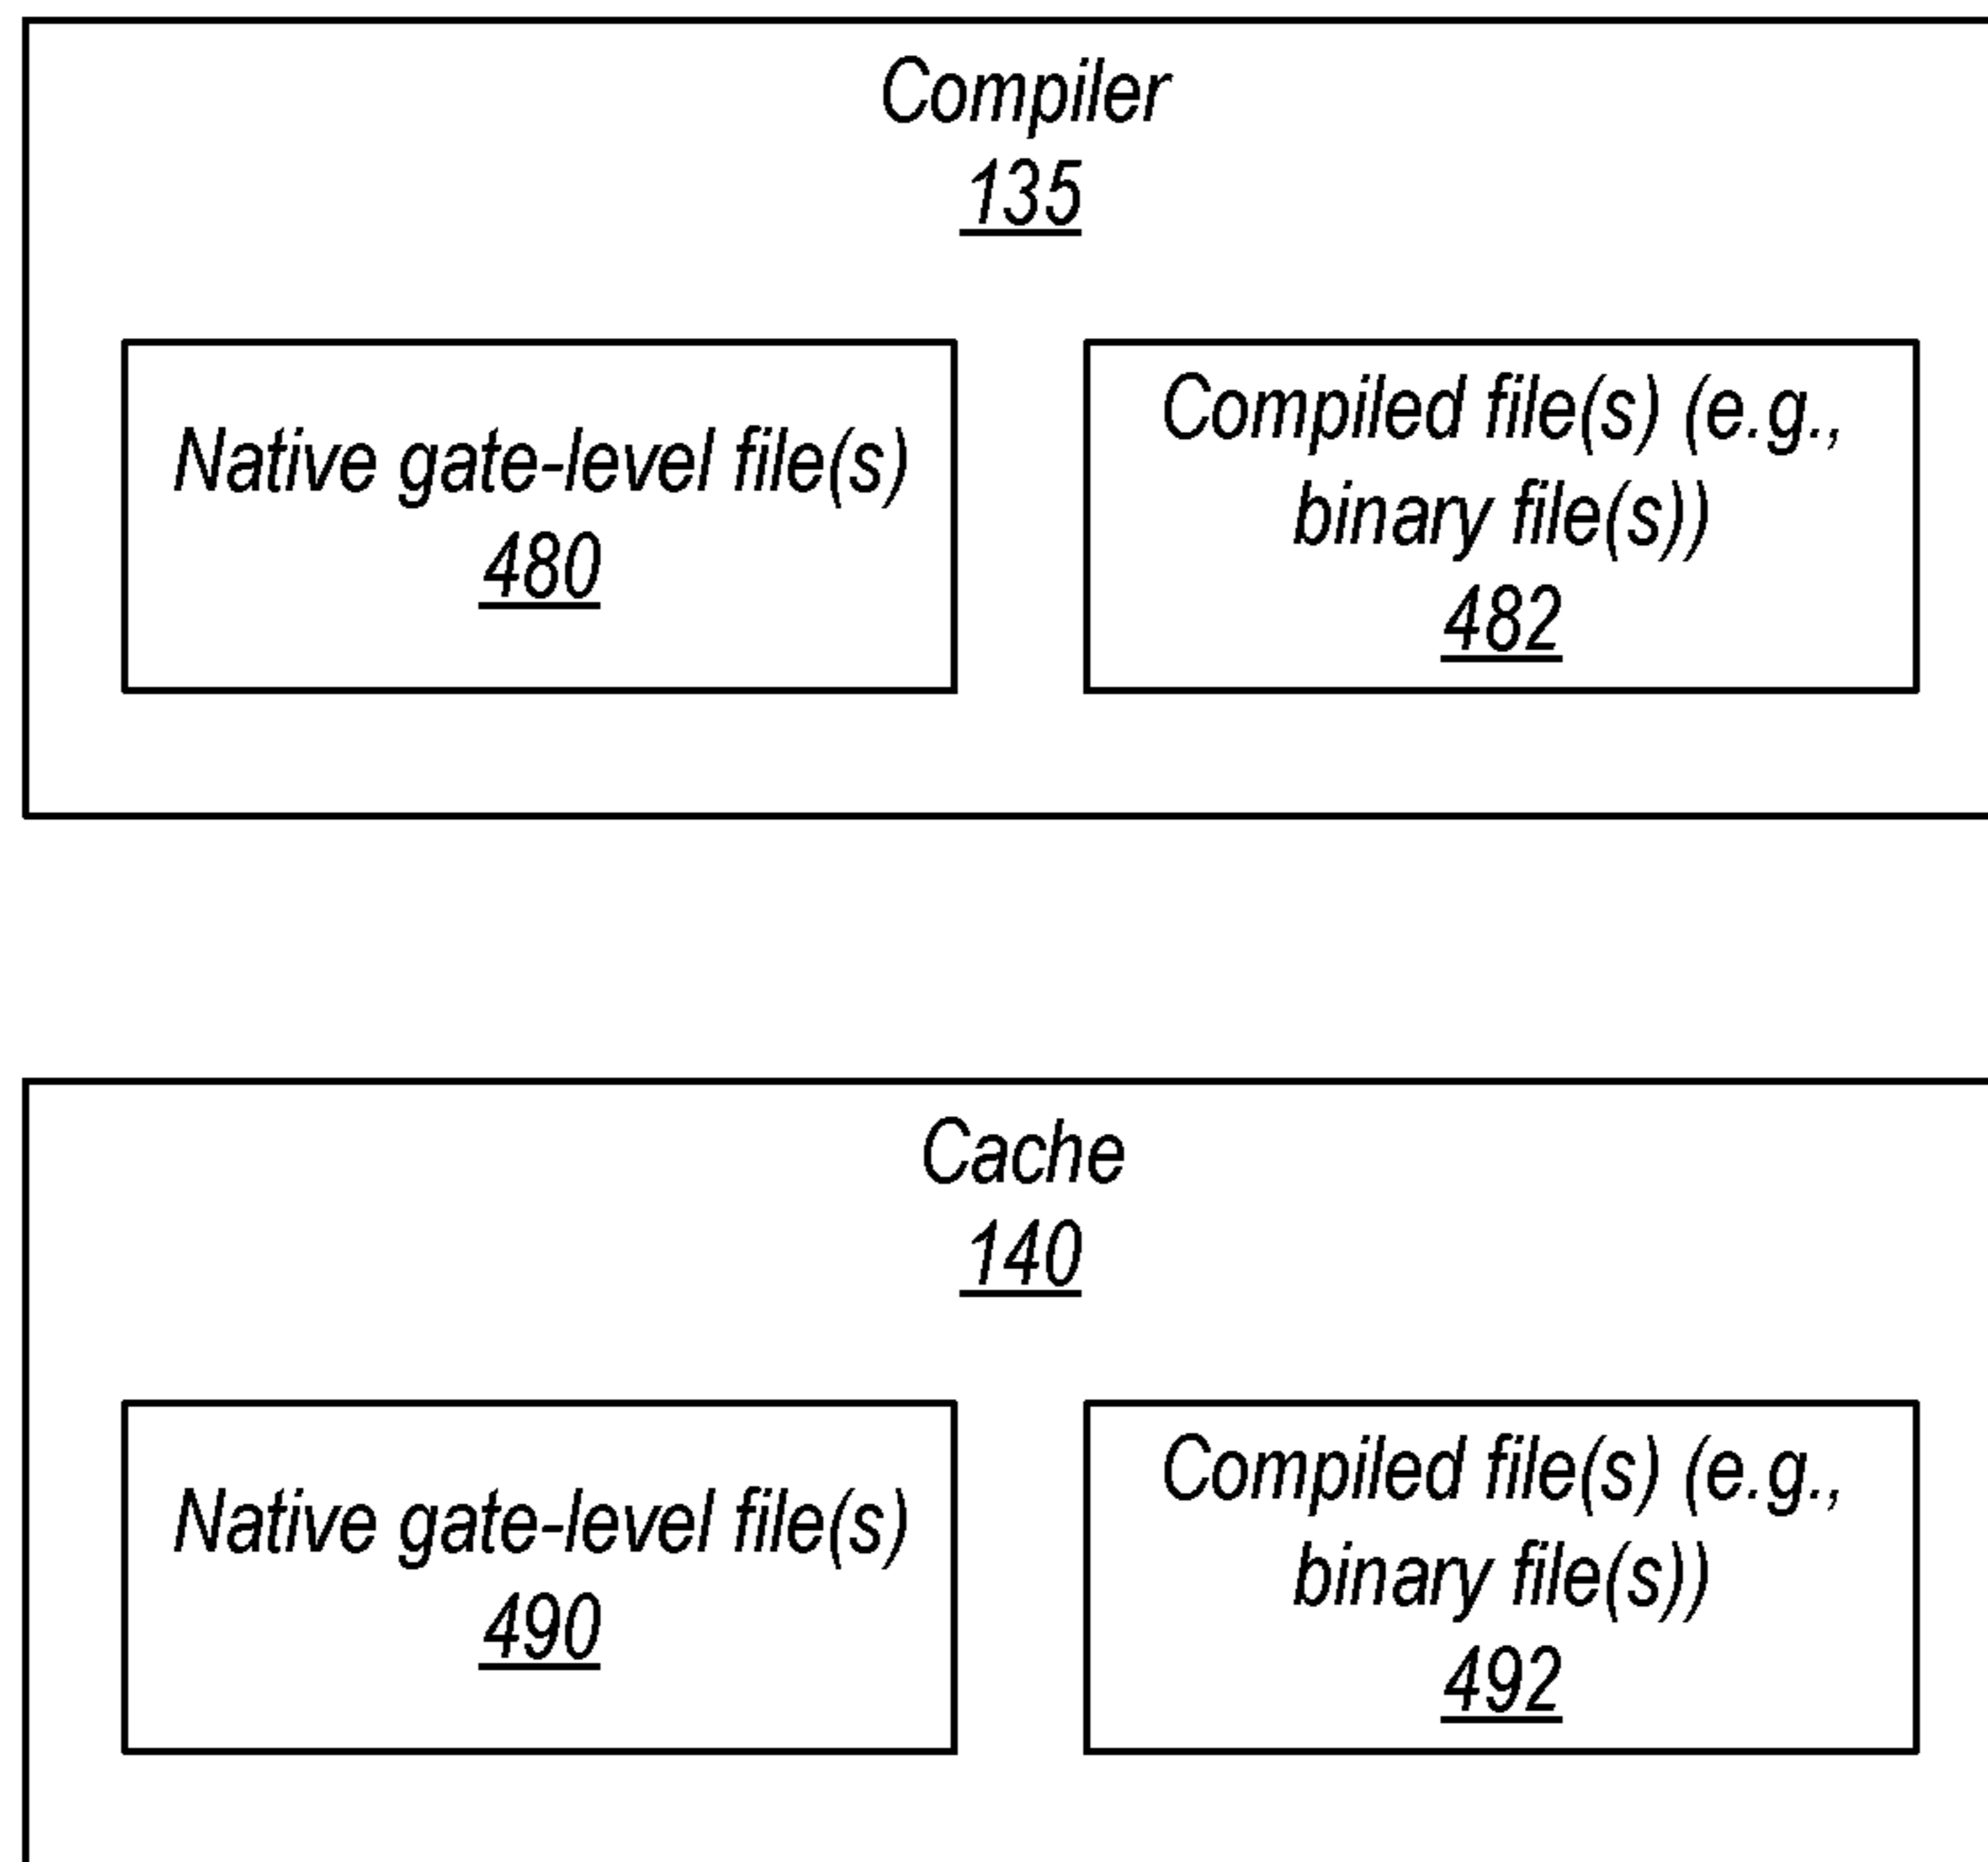 Compiler
135
Native gate-level file(s)
480
Compiled file(s) (e.g.,
binary file(s))
482
Cache
140
Native gate-level file(s)
490
Compiled file(s) (e.g.,
binary file(s))
492